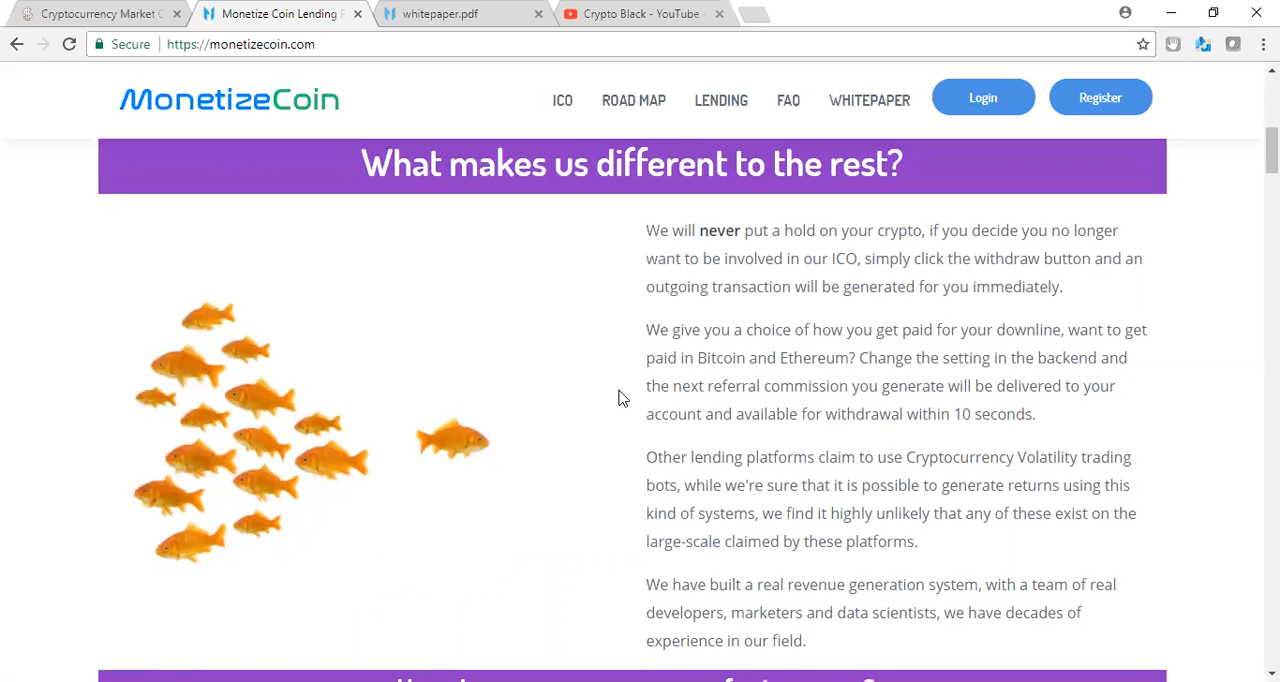 Cryptocurrency Market C
Monetize Coin Lending P
whitepaper.pdf
Crypto Black - YouTube
Secure
https://monetizecoin.com
MonetizeCoin
ICO
ROAD MAP
LENDING
FAQ
WHITEPAPER
Login
Register
What makes us different to the rest?
We will never put a hold on your crypto, if you decide you no longer
want to be involved in our ICO, simply click the withdraw button and an
outgoing transaction will be generated for you immediately.
We give you a choice of how you get paid for your downline, want to get
paid in Bitcoin and Ethereum? Change the setting in the backend and
the next referral commission you generate will be delivered to your
account and available for withdrawal within 10 seconds.
Other lending platforms claim to use Cryptocurrency Volatility trading
bots, while we're sure that it is possible to generate returns using this
kind of systems, we find it highly unlikely that any of these exist on the
large-scale claimed by these platforms.
We have built a real revenue generation system, with a team of real
developers, marketers and data scientists, we have decades of
experience in our field.